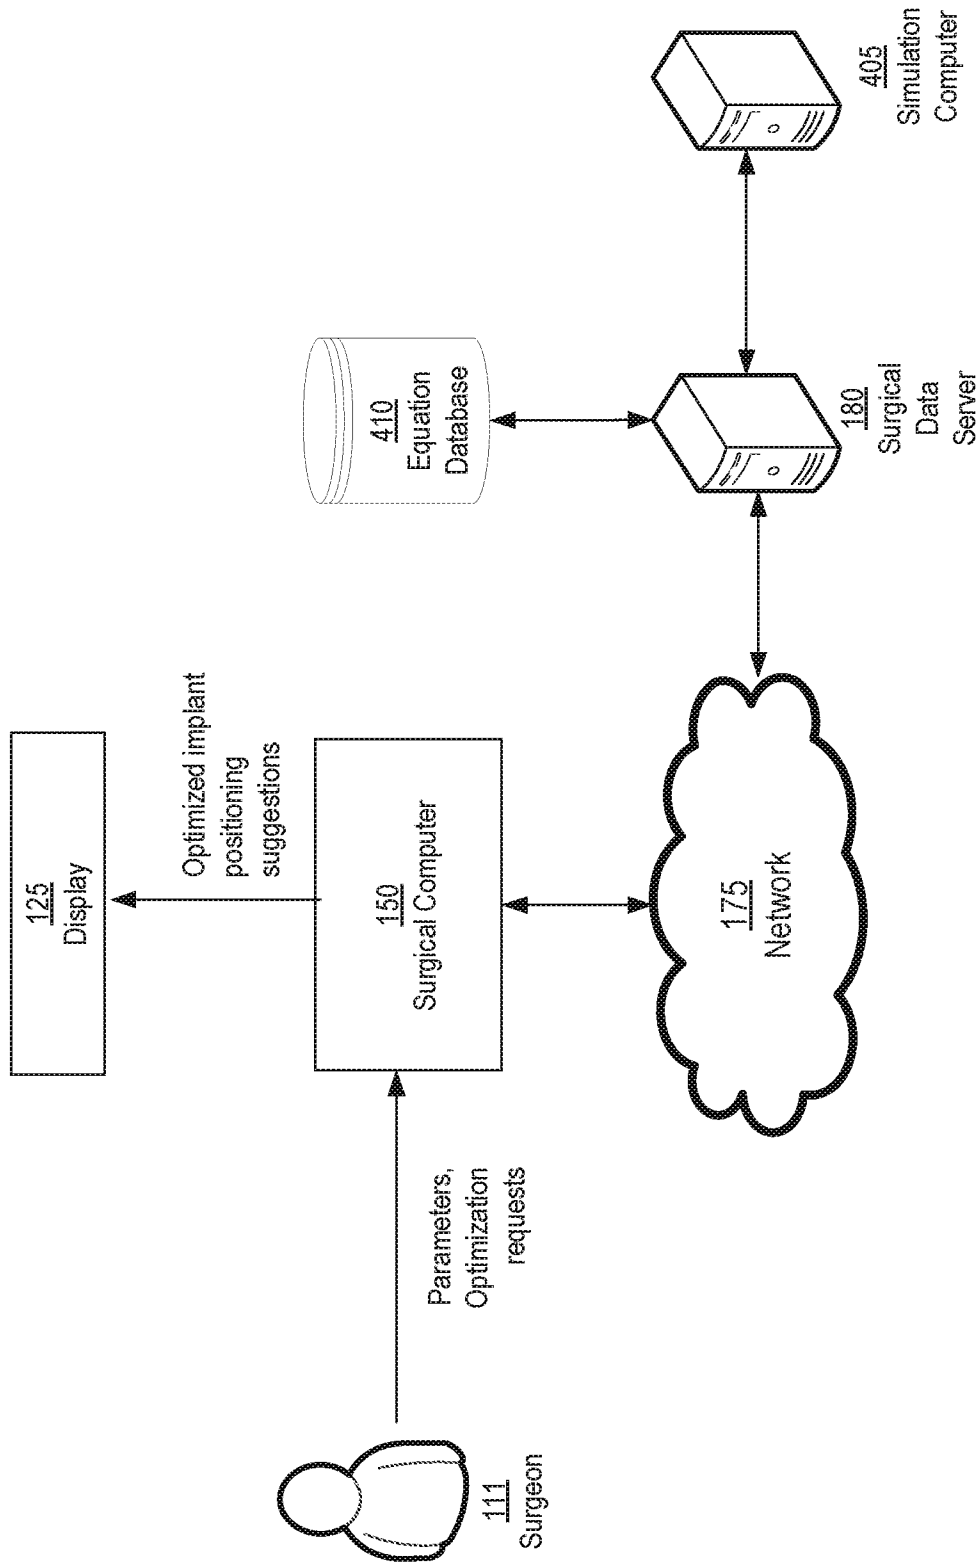 125
Display
Optimized implant
positioning
suggestions
111
Surgeon
Parameters,
Optimization
requests
150
Surgical Computer
410
Equation
Database
175
Network
180
Surgical
Data
Server
405
Simulation
Computer